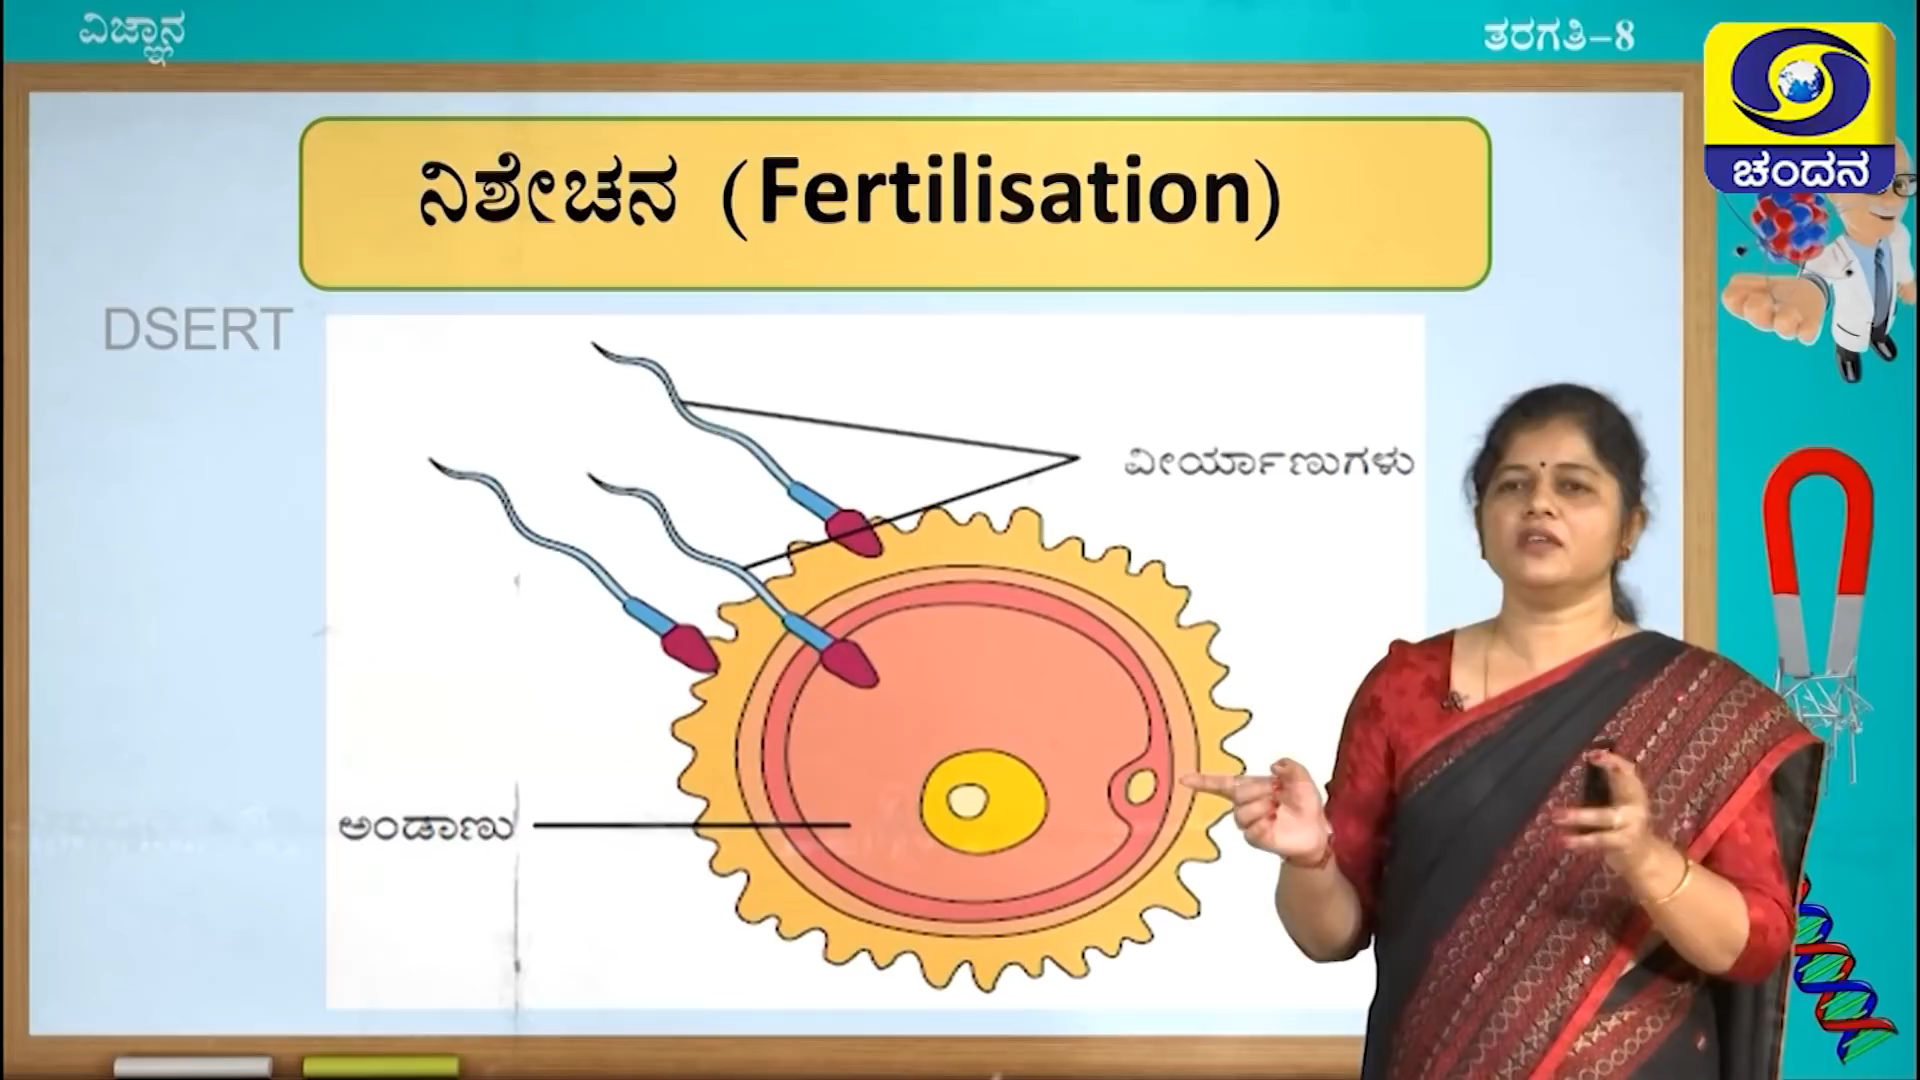 ವಿಜ್ಞಾನ
ತರಗತಿ-8
ಚಂದನ
ನಿಶೇಚನ (Fertilisation)
DSERT
ವೀರ್ಯಾಣುಗಳು
ಅಂಡಾಣು